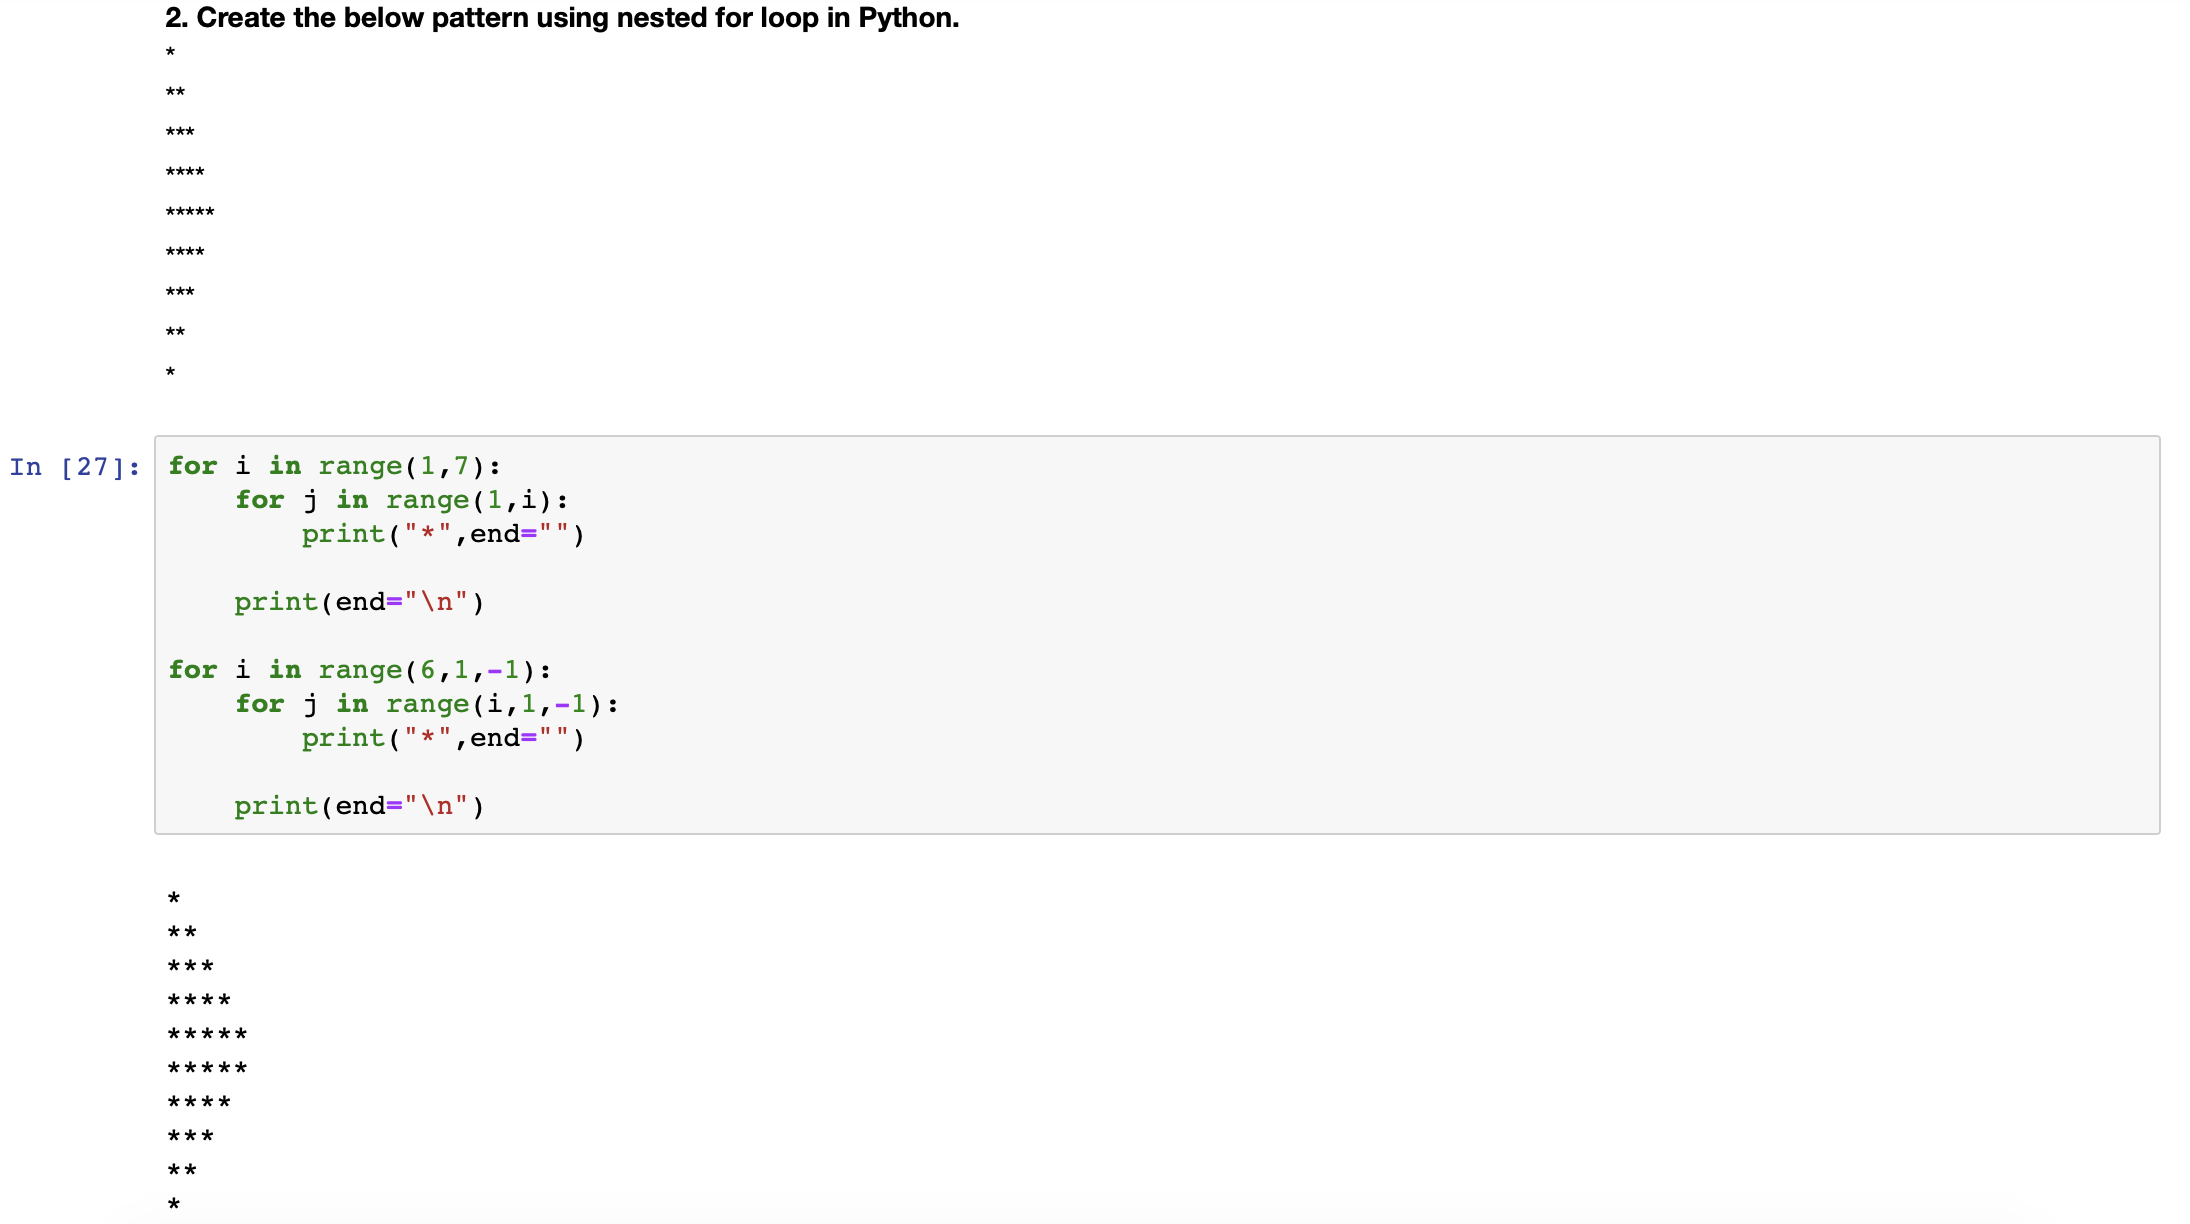 2. Create the below pattern using nested for loop in Python.
*
**
***
****
*****
****
***
**
*
In [27]:
for i in range(1,7):
    for j in range(1,i):
        print("*",end="")

    print(end="\n")

for i in range(6,1,-1):
    for j in range(i,1,-1):
        print("*",end="")

    print(end="\n")

*
**
***
****
*****
*****
****
***
**
*